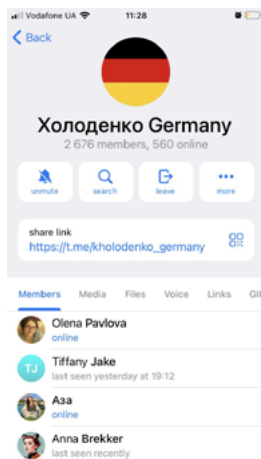 Vodafone UA
11:28
Back
Холоденко Germany
2 676 members, 560 online
unmute
search
leave
more
share link
https://t.me/kholodenko_germany
Members Media Files Voice Links GI
Olena Pavlova
online
TJ
Tiffany Jake
last seen yesterday at 19:12
Аза
online
Anna Brekker
last seen recently